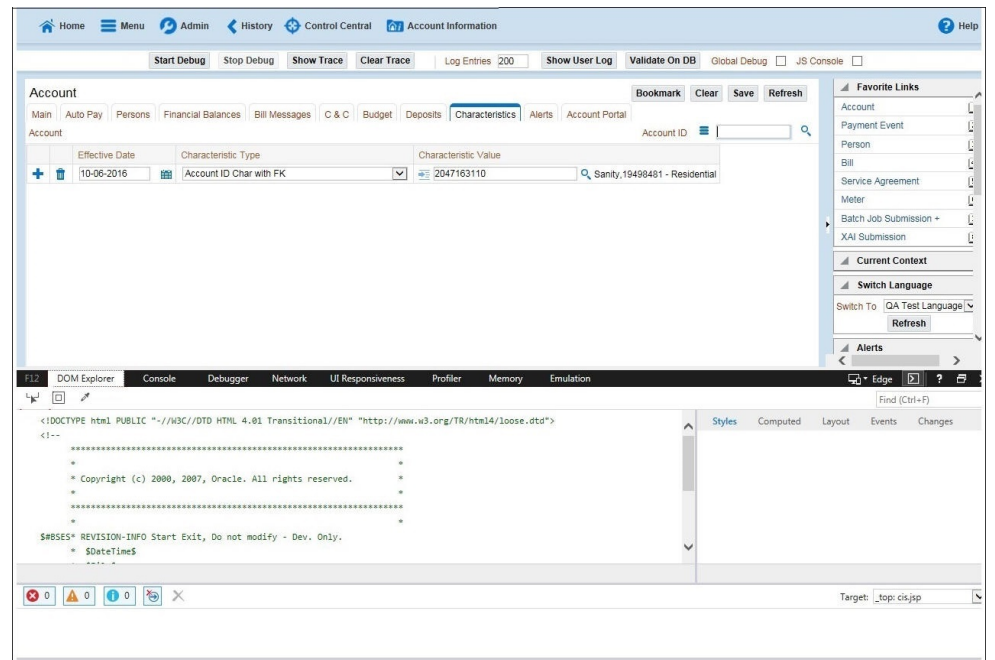 Home Menu Admin History Control Central Account Information Help
Start Debug Stop Debug Show Trace Clear Trace Log Entries 200 Show User Log Validate On DB Global Debug JS Console
Account Bookmark Clear Save Refresh
Main Auto Pay Persons Financial Balances Bill Messages C & C Budget Deposits Characteristics Alerts Account Portal
Account Account ID
Effective Date Characteristic Type Characteristic Value
10-06-2016 Account ID Char with FK 2047163110 Sanity,19498481 - Residential
Favorite Links
Account
Payment Event
Person
Bill
Service Agreement
Meter
Batch Job Submission +
XAI Submission
Current Context
Switch Language
Switch To QA Test Language
Refresh
Alerts
F12 DOM Explorer Console Debugger Network UI Responsiveness Profiler Memory Emulation Edge ?
Find (Ctrl+F)
<!DOCTYPE html PUBLIC "-//W3C//DTD HTML 4.01 Transitional//EN" "http://www.w3.org/TR/html4/loose.dtd">
Styles Computed Layout Events Changes
<!--
******************************************************************
* *
* Copyright (c) 2000, 2007, Oracle. All rights reserved. *
* *
******************************************************************
* *
$#BSES* REVISION-INFO Start Exit, Do not modify - Dev. Only.
* $DateTime$
0 0 0
Target: _top: cis.jsp